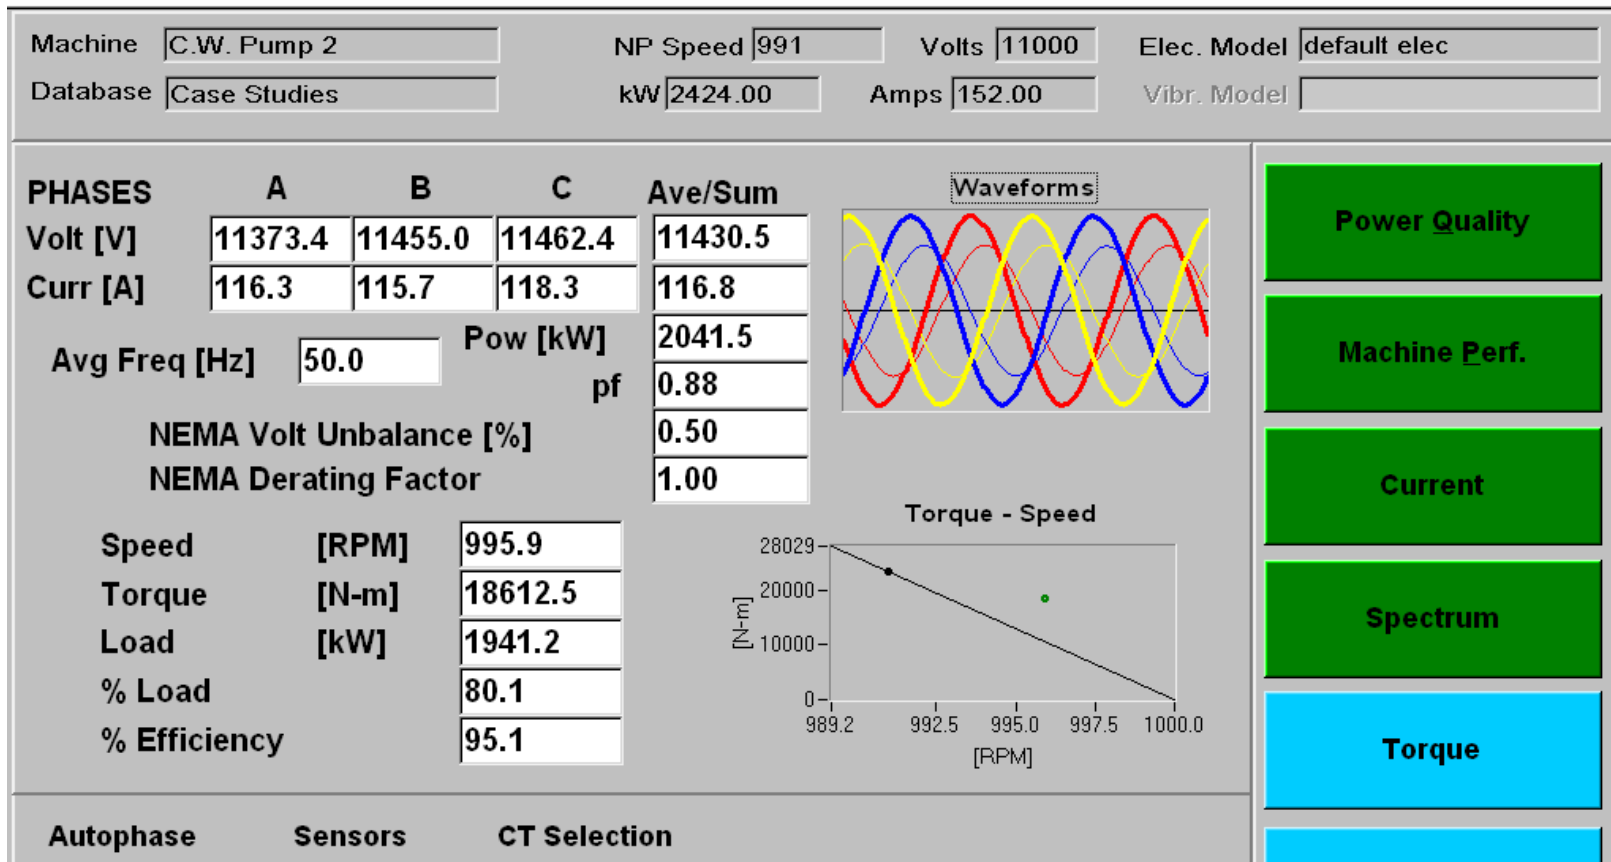 Machine C.W. Pump 2 NP Speed 991 Volts 11000 Elec. Model default elec
Database Case Studies kW 2424.00 Amps 152.00 Vibr. Model
PHASES A B C Ave/Sum
Volt [V] 11373.4 11455.0 11462.4 11430.5
Curr [A] 116.3 115.7 118.3 116.8
Avg Freq [Hz] 50.0 Pow [kW] 2041.5
pf 0.88
NEMA Volt Unbalance [%] 0.50
NEMA Derating Factor 1.00
Speed [RPM] 995.9
Torque [N-m] 18612.5
Load [kW] 1941.2
% Load 80.1
% Efficiency 95.1
Waveforms
Torque - Speed
28029
20000
10000
0
[N-m]
989.2 992.5 995.0 997.5 1000.0
[RPM]
Power Quality
Machine Perf.
Current
Spectrum
Torque
Autophase Sensors CT Selection